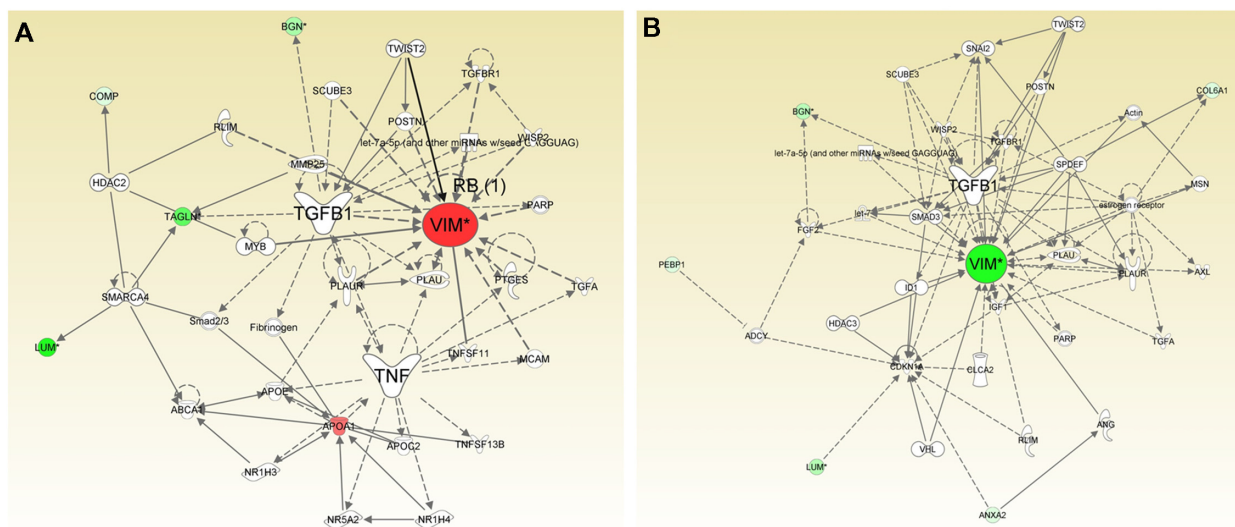 A
BGN*
TWIST2
TGFBR1
COMP
SCUBE3
RLIM
POSTN
WISP2
let-7a-5p (and other miRNAs w/seed GAGGUAG)
MMP25
HDAC2
RB (1)
TAGLN*
TGFB1
PARP
VIM*
MYB
PLAUR
PLAU
PTGES
TGFA
SMARCA4
Smad2/3
Fibrinogen
LUM*
TNFSF11
MCAM
TNF
APOE
ABCA1
APOA1
APOC2
TNFSF13B
NR1H3
NR5A2
NR1H4
B
TWIST2
SNAI2
SCUBE3
POSTN
COL6A1
BGN*
Actin
WISP2
TGFBR1
let-7a-5p (and other miRNAs w/seed GAGGUAG)
SPDEF
TGFB1
MSN
let-7
SMAD3
estrogen receptor
FGF2
PEBP1
VIM*
PLAU
PLAUR
AXL
ID1
IGF1
HDAC3
ADCY
PARP
TGFA
CDKN1A
CLCA2
ANG
RLIM
VHL
LUM*
ANXA2